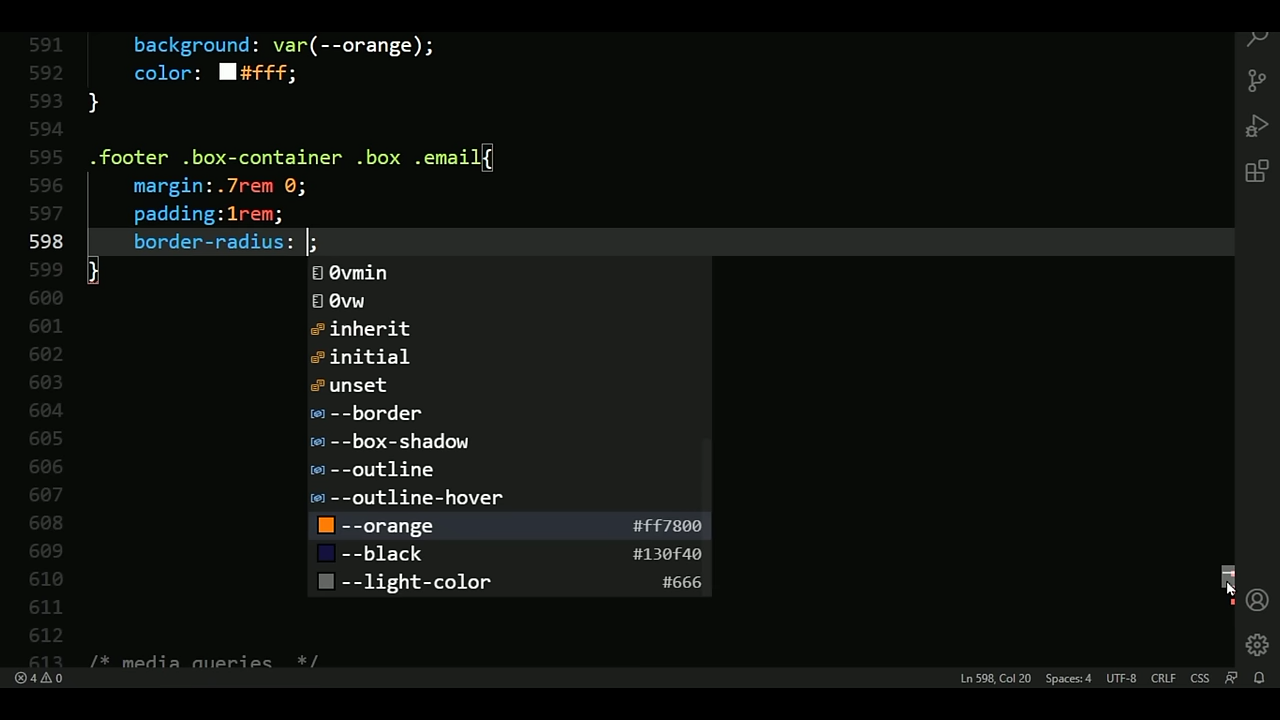 591 background: var(--orange);
592 color: #fff;
593 }
594
595 .footer .box-container .box .email{
596 margin:.7rem 0;
597 padding:1rem;
598 border-radius: ;
599 }
0vmin
600
0vw
601
inherit
602
initial
603
unset
604
--border
605
--box-shadow
606
--outline
607
--outline-hover
608
--orange #ff7800
609
--black #130f40
610
--light-color #666
611
612
613 /* media queries */
4 0 Ln 598, Col 20 Spaces: 4 UTF-8 CRLF CSS